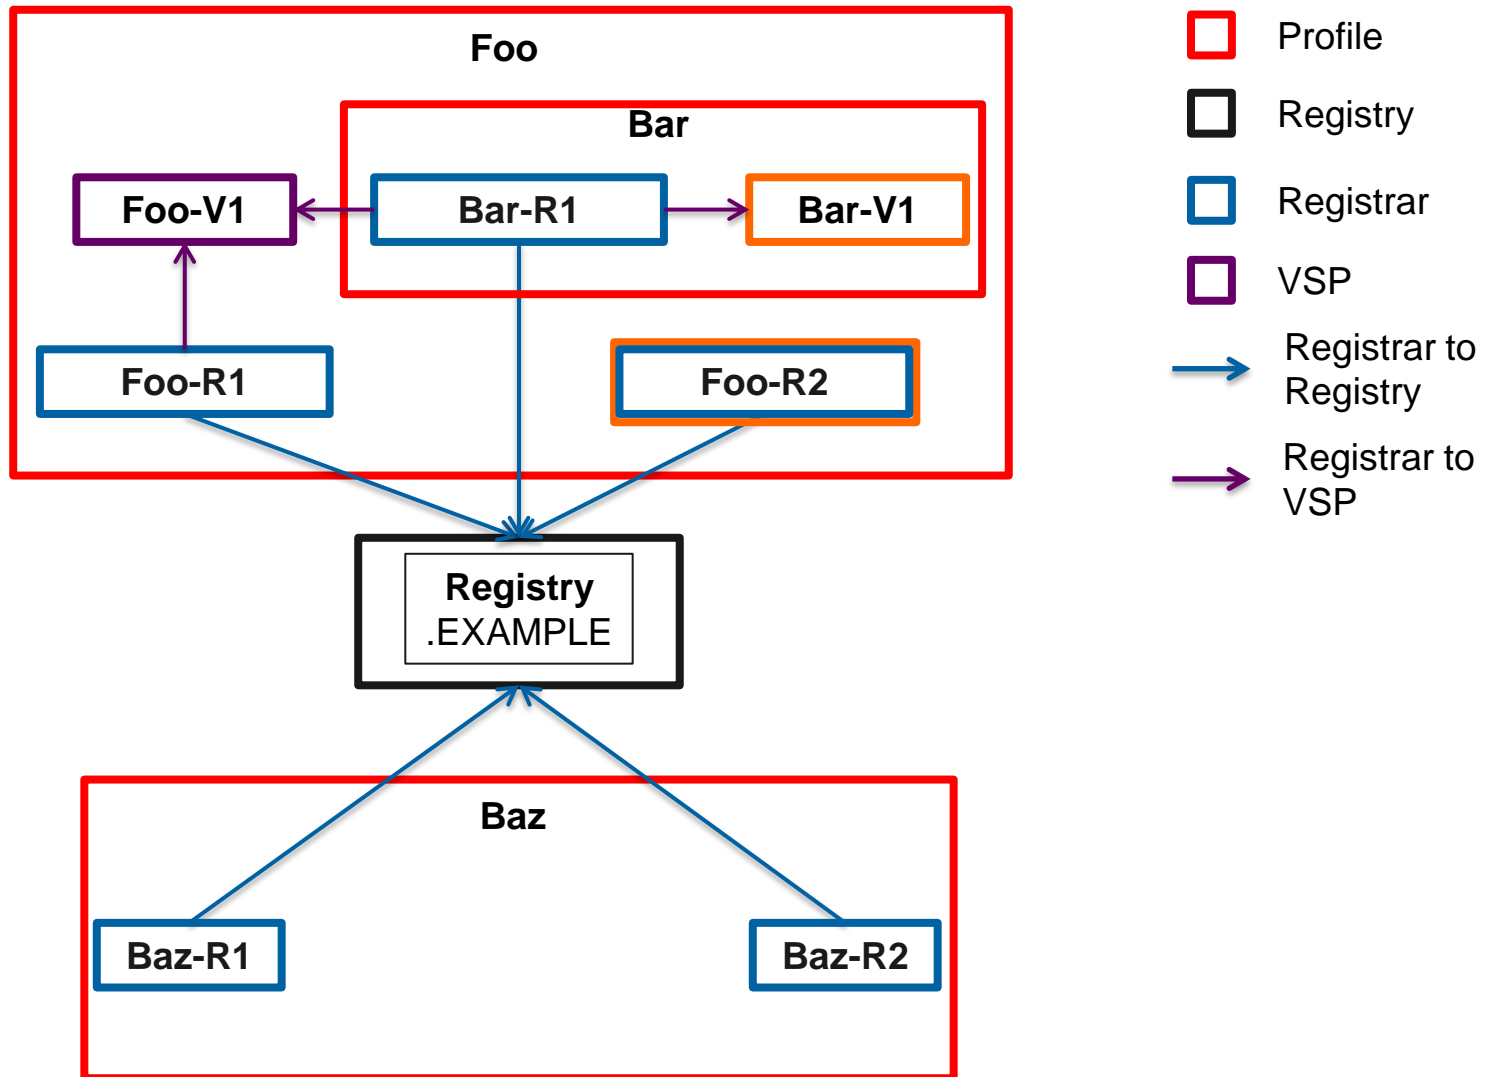 Foo
Bar
Foo-V1
Bar-R1
Bar-V1
Foo-R1
Foo-R2
Registry
.EXAMPLE
Baz
Baz-R1
Baz-R2
Profile
Registry
Registrar
VSP
Registrar to
Registry
Registrar to
VSP